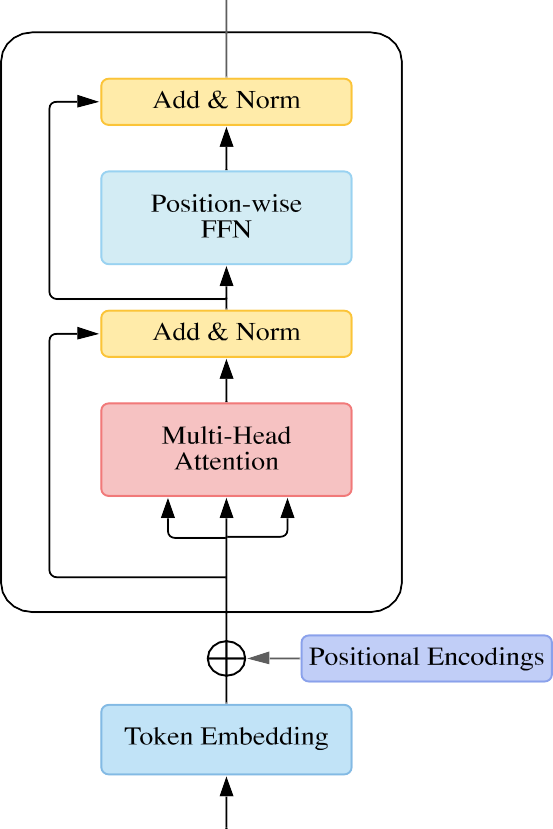 Add & Norm
Position-wise
FFN
Add & Norm
Multi-Head
Attention
Positional Encodings
Token Embedding